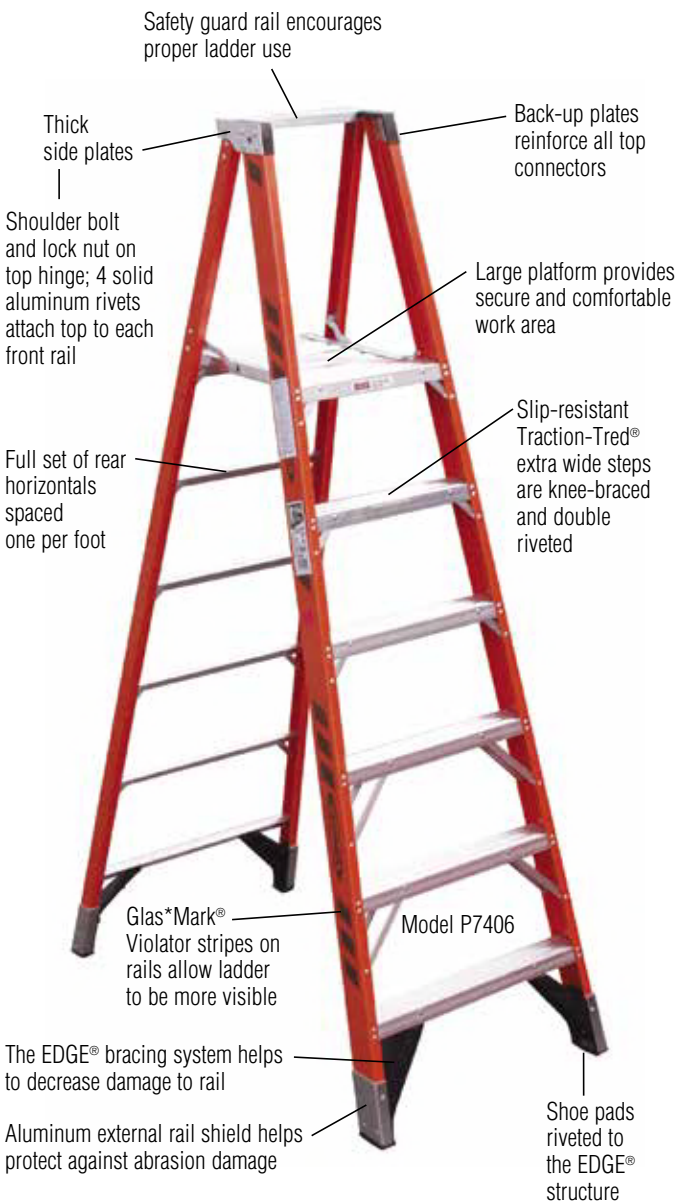 Safety guard rail encourages
proper ladder use
Thick
side plates
Back-up plates
reinforce all top
connectors
Shoulder bolt
and lock nut on
top hinge; 4 solid
aluminum rivets
attach top to each
front rail
Large platform provides
secure and comfortable
work area
Slip-resistant
Traction-Tred®
extra wide steps
are knee-braced
and double
riveted
Full set of rear
horizontals
spaced
one per foot
Glas*Mark®
Violator stripes on
rails allow ladder
to be more visible
Model P7406
The EDGE® bracing system helps
to decrease damage to rail
Aluminum external rail shield helps
protect against abrasion damage
Shoe pads
riveted to
the EDGE®
structure